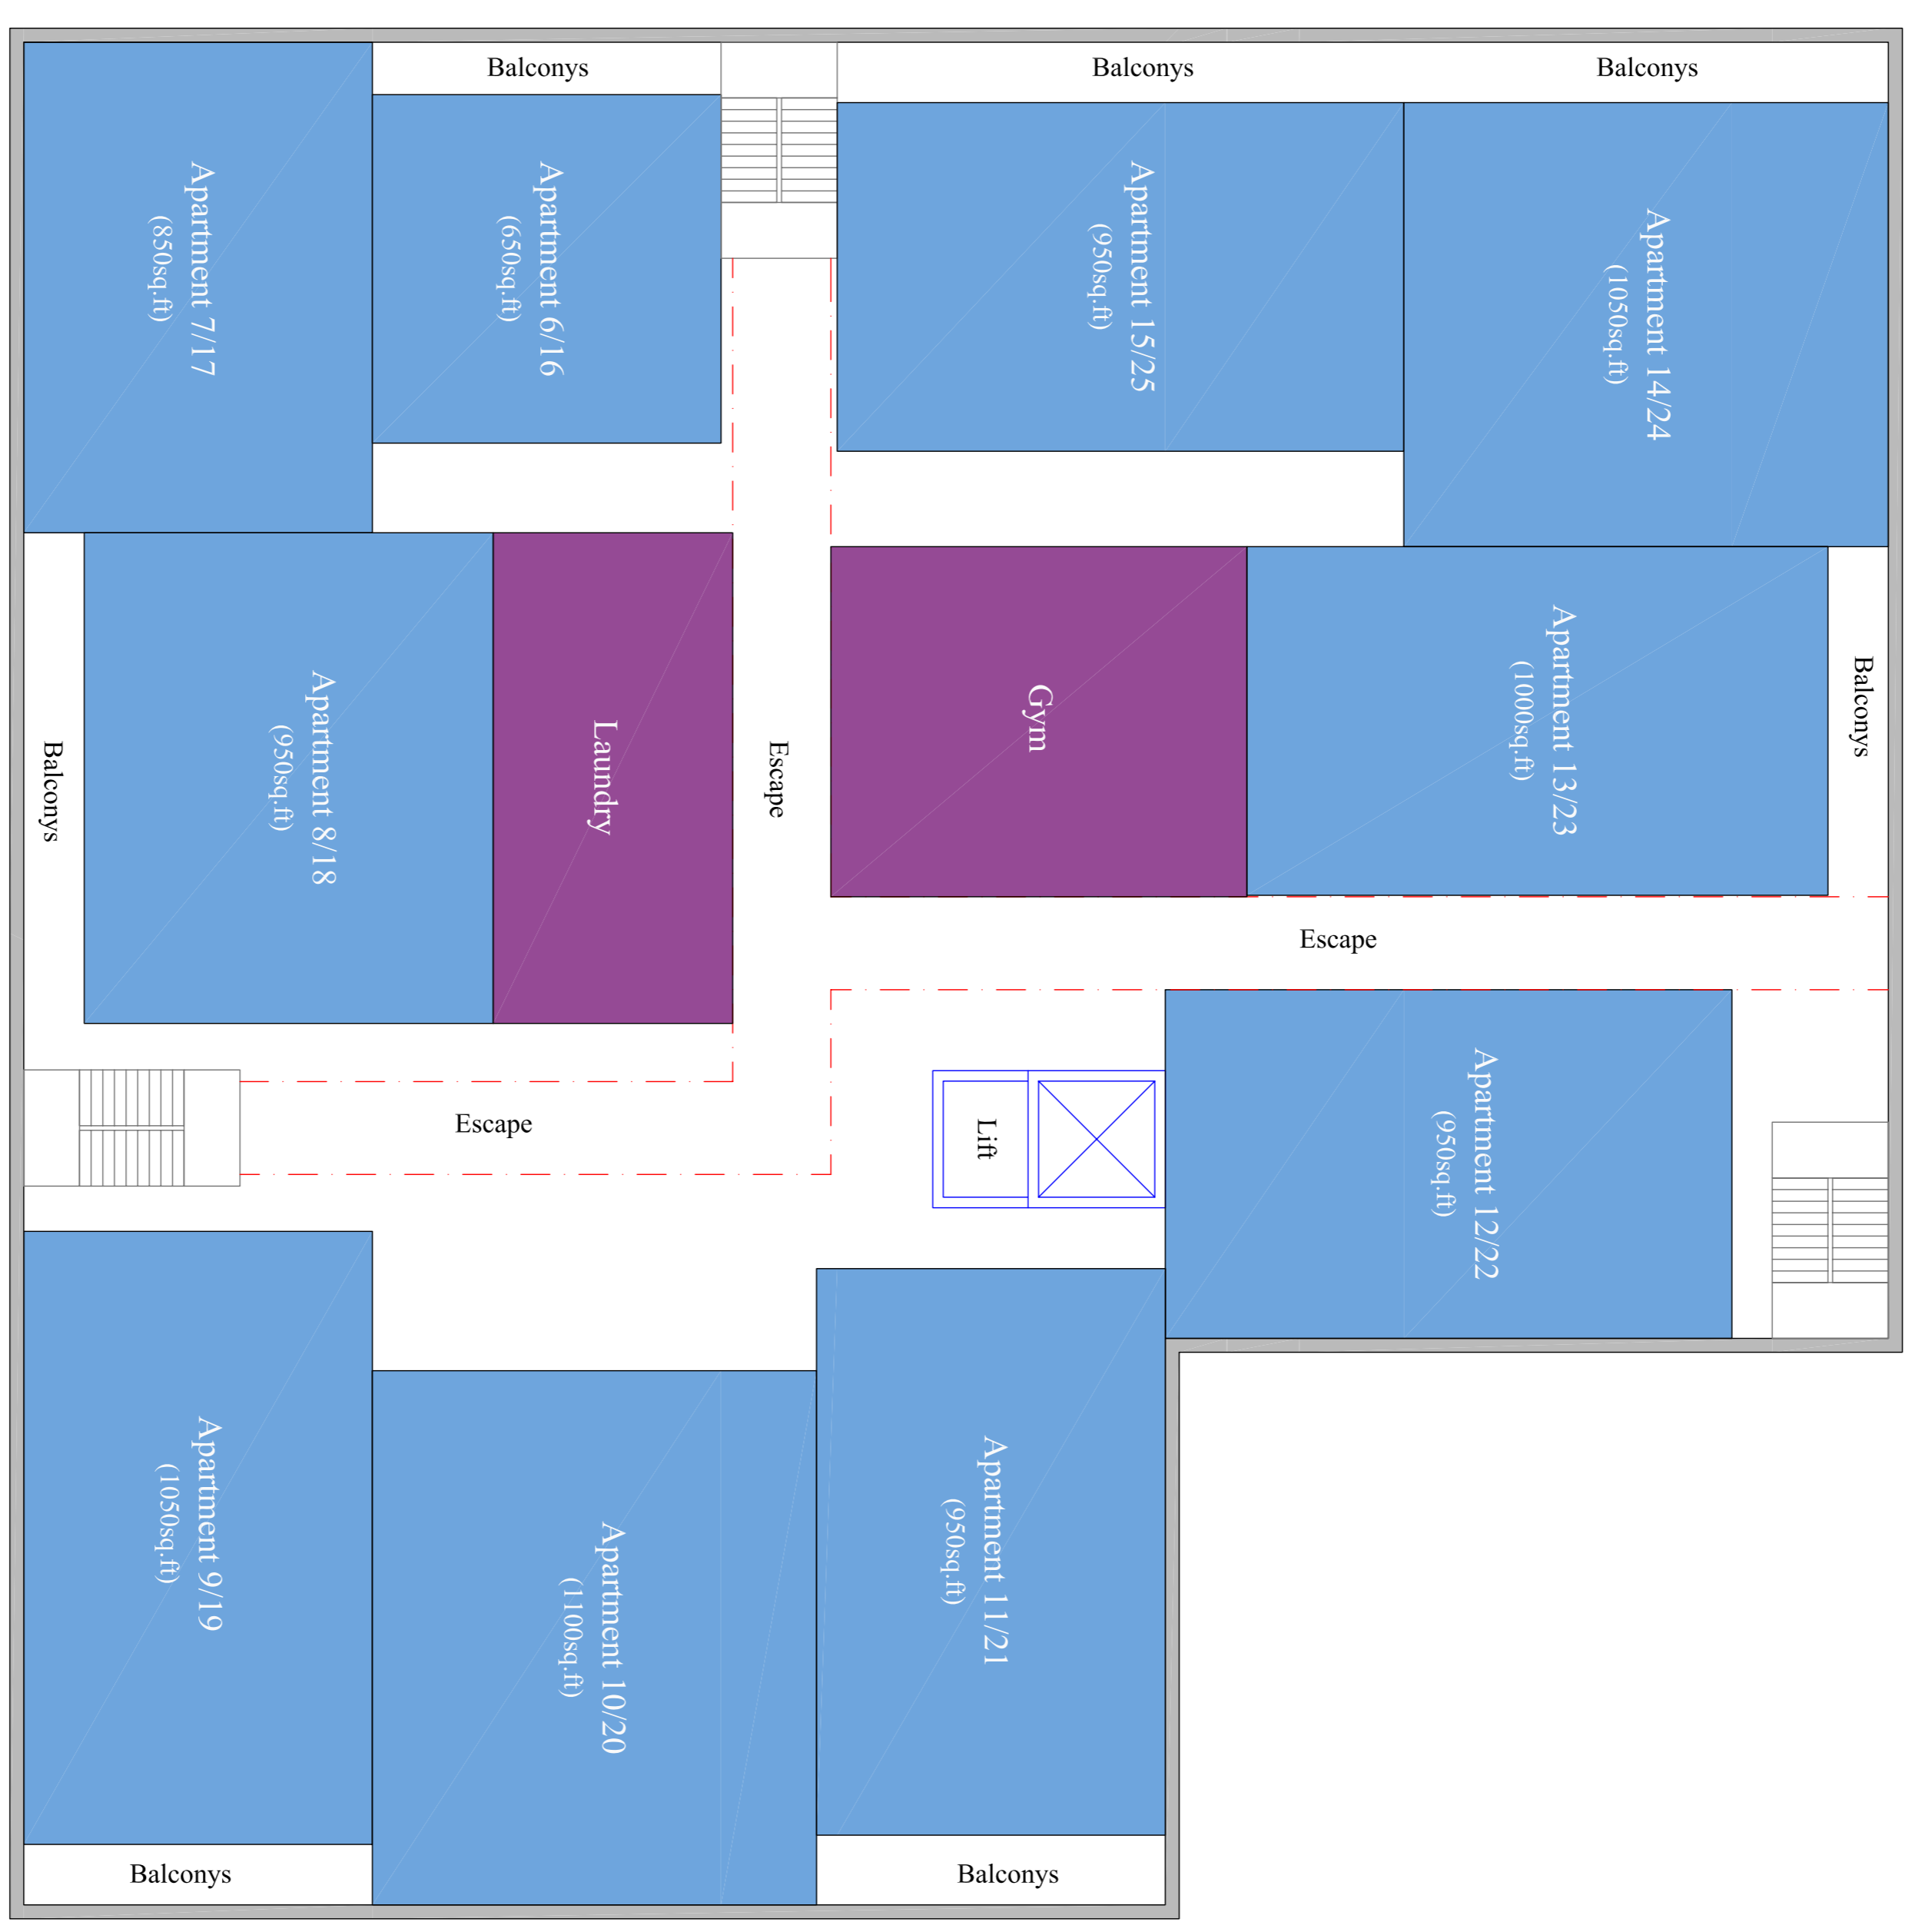 Balconys
Balconys
Balconys
Apartment 7/17
(850sq.ft)
Apartment 6/16
(650sq.ft)
Apartment 15/25
(950sq.ft)
Apartment 14/24
(1050sq.ft)
Balconys
Apartment 8/18
(950sq.ft)
Laundry
Escape
Gym
Apartment 13/23
(1000sq.ft)
Balconys
Escape
Escape
Lift
Apartment 12/22
(950sq.ft)
Apartment 9/19
(1050sq.ft)
Apartment 10/20
(1100sq.ft)
Apartment 11/21
(950sq.ft)
Balconys
Balconys